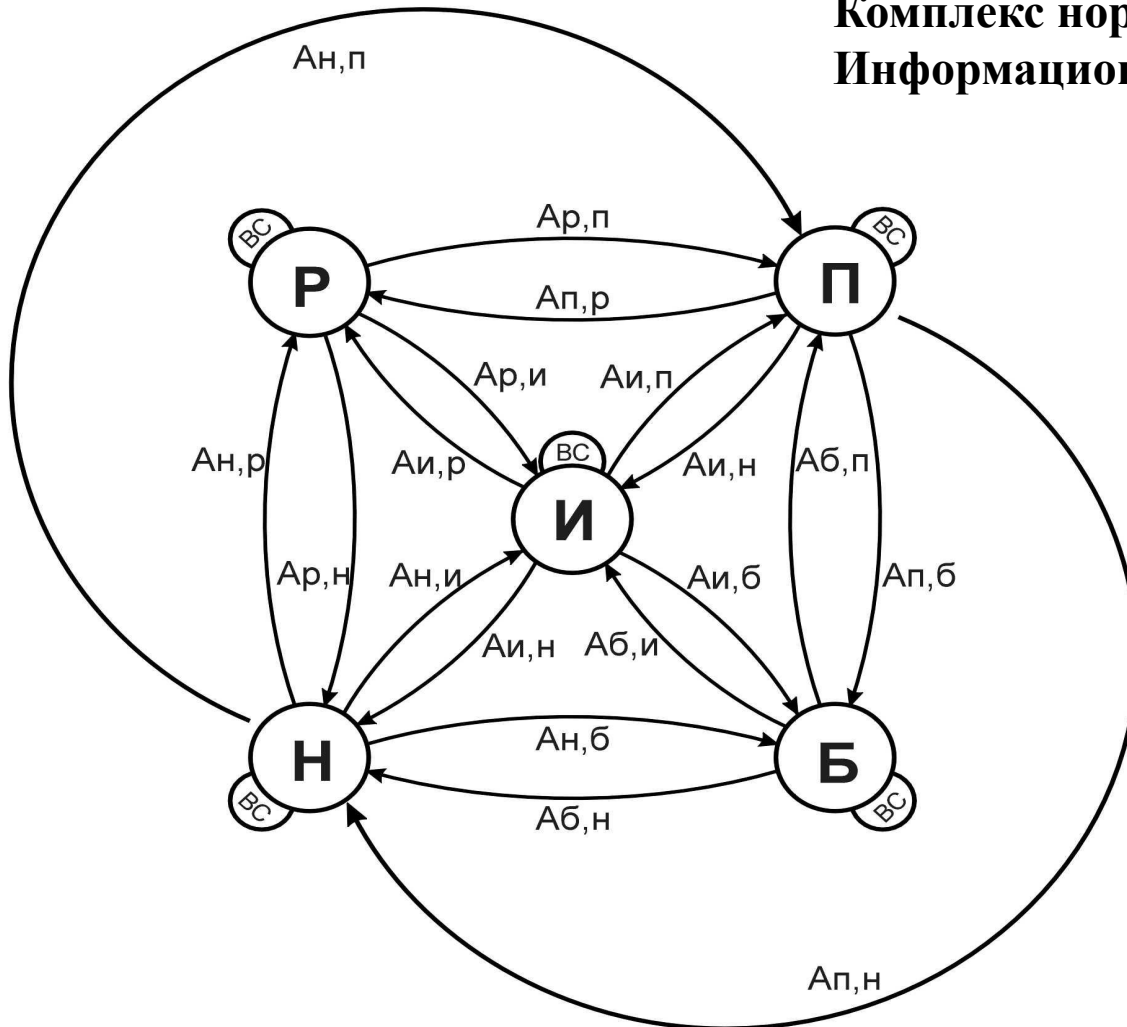 Комплекс нор
Информацион
Ан,п
ВС
Ар,п
ВС
Р
П
Ап,р
Ар,и
Аи,п
Ан,р
Аи,р
ВС
Аи,н
Аб,п
И
Ар,н
Ан,и
Аи,б
Ап,б
Аи,н
Аб,и
Н
Ан,б
Б
ВС
Аб,н
ВС
Ап,н